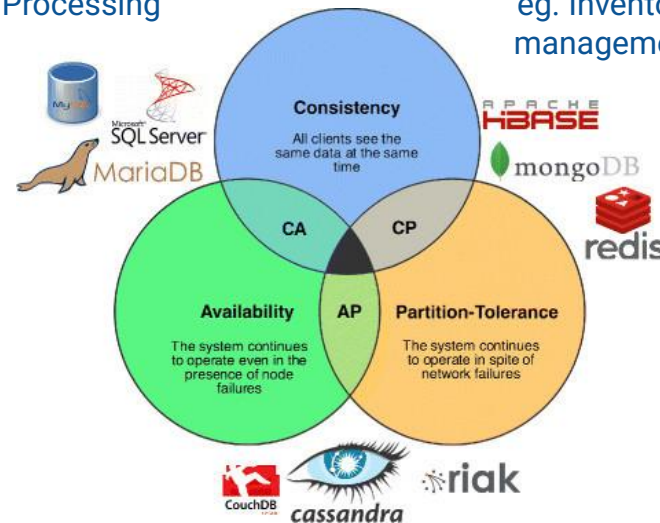 Processing
eg. Invento
manageme
MySQL
Microsoft
SQL Server
MariaDB
Consistency
All clients see the
same data at the same
time
APACHE
HBASE
mongoDB
redis
CA
CP
Availability
The system continues
to operate even in the
presence of node
failures
AP
Partition-Tolerance
The system continues
to operate in spite of
network failures
CouchDB
cassandra
riak